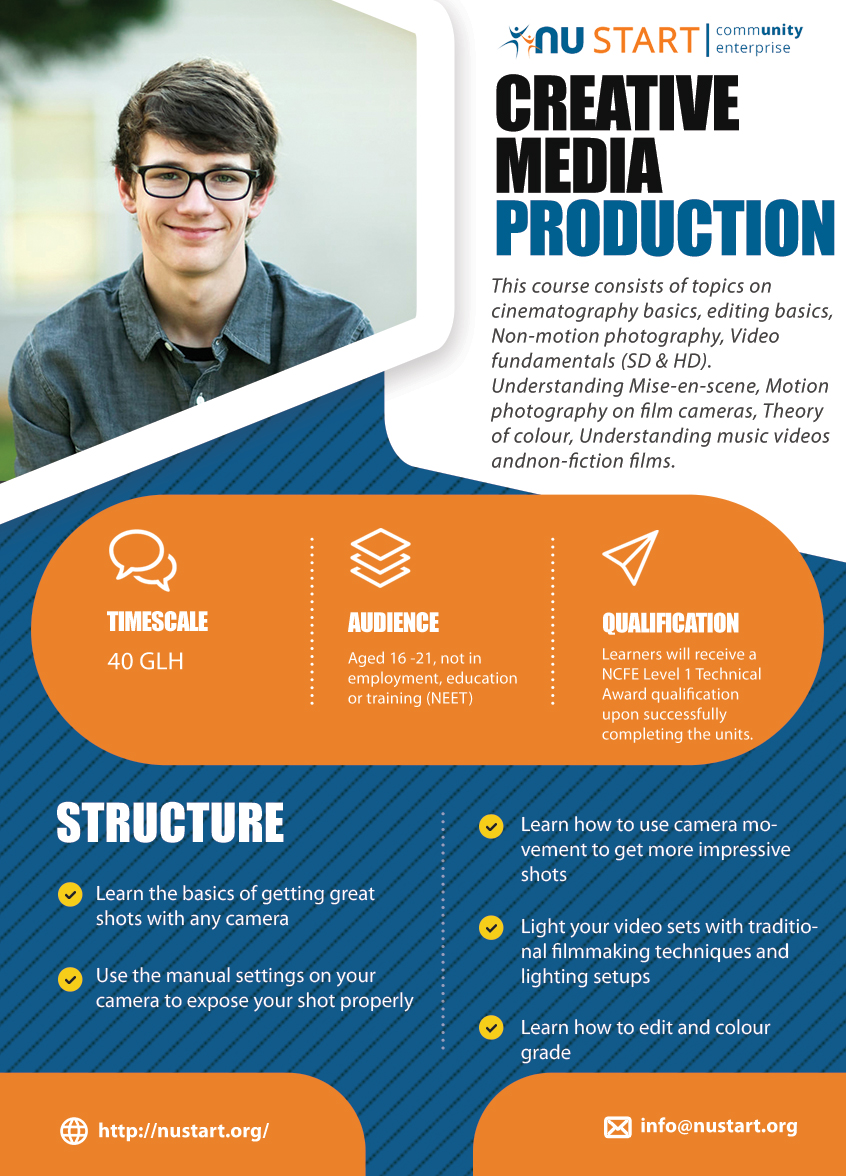 NU START community
enterprise
CREATIVE
MEDIA
PRODUCTION
This course consists of topics on
cinematography basics, editing basics,
Non-motion photography, Video
fundamentals (SD & HD).
Understanding Mise-en-scene, Motion
photography on film cameras, Theory
of colour, Understanding music videos
andnon-fiction films.
TIMESCALE
40 GLH
AUDIENCE
Aged 16 -21, not in
employment, education
or training (NEET)
QUALIFICATION
Learners will receive a
NCFE Level 1 Technical
Award qualification
upon successfully
completing the units.
STRUCTURE
Learn the basics of getting great
shots with any camera
Use the manual settings on your
camera to expose your shot properly
Learn how to use camera mo-
vement to get more impressive
shots
Light your video sets with traditio-
nal filmmaking techniques and
lighting setups
Learn how to edit and colour
grade
http://nustart.org/
info@nustart.org